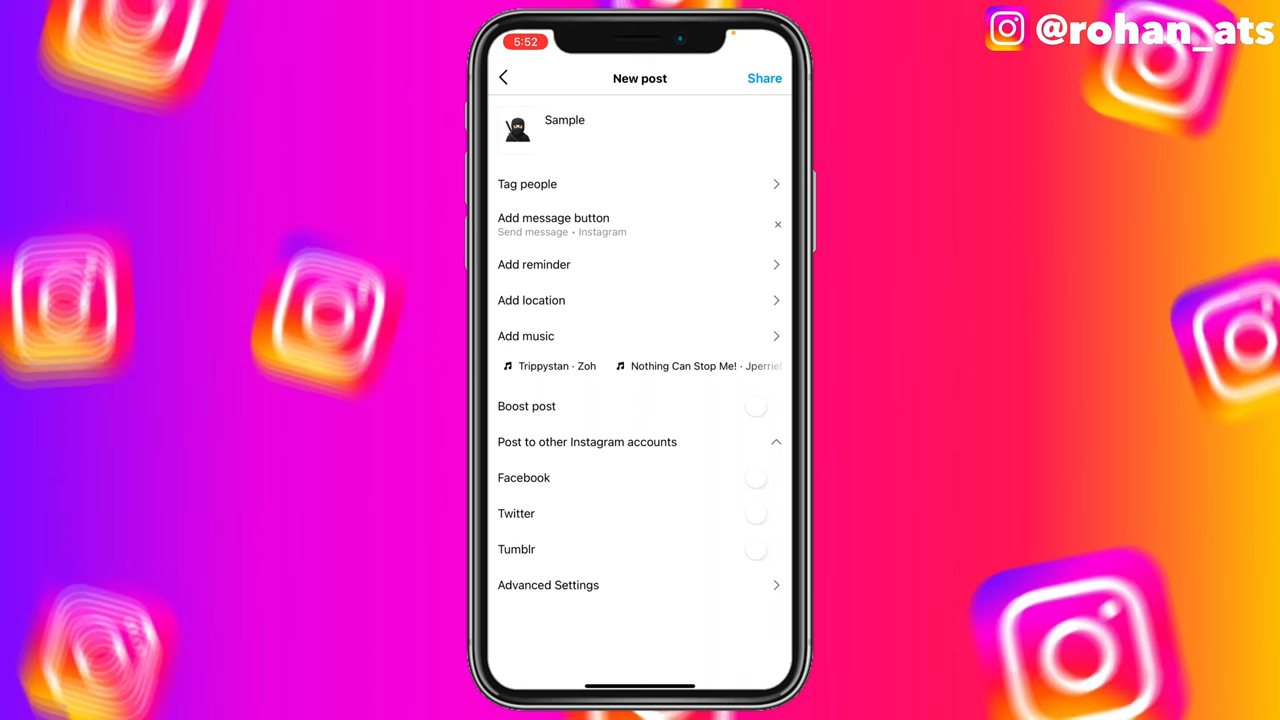 @rohan_ats
5:52
New post
Share
Sample
Tag people
Add message button
Send message • Instagram
Add reminder
Add location
Add music
Trippystan · Zoh
Nothing Can Stop Me! · Jperrie
Boost post
Post to other Instagram accounts
Facebook
Twitter
Tumblr
Advanced Settings